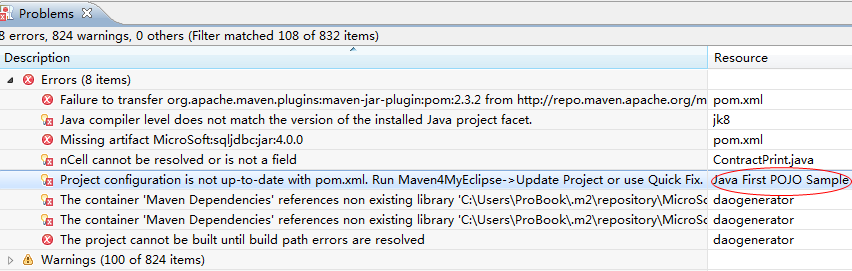 Problems
8 errors, 824 warnings, 0 others (Filter matched 108 of 832 items)
Description Resource
Errors (8 items)
Failure to transfer org.apache.maven.plugins:maven-jar-plugin:pom:2.3.2 from http://repo.maven.apache.org/m pom.xml
Java compiler level does not match the version of the installed Java project facet. jk8
Missing artifact MicroSoft:sqljdbc:jar:4.0.0 pom.xml
nCell cannot be resolved or is not a field ContractPrint.java
Project configuration is not up-to-date with pom.xml. Run Maven4MyEclipse->Update Project or use Quick Fix. Java First POJO Sample
The container 'Maven Dependencies' references non existing library 'C:\Users\ProBook\.m2\repository\MicroSo daogenerator
The container 'Maven Dependencies' references non existing library 'C:\Users\ProBook\.m2\repository\MicroSo daogenerator
The project cannot be built until build path errors are resolved daogenerator
Warnings (100 of 824 items)